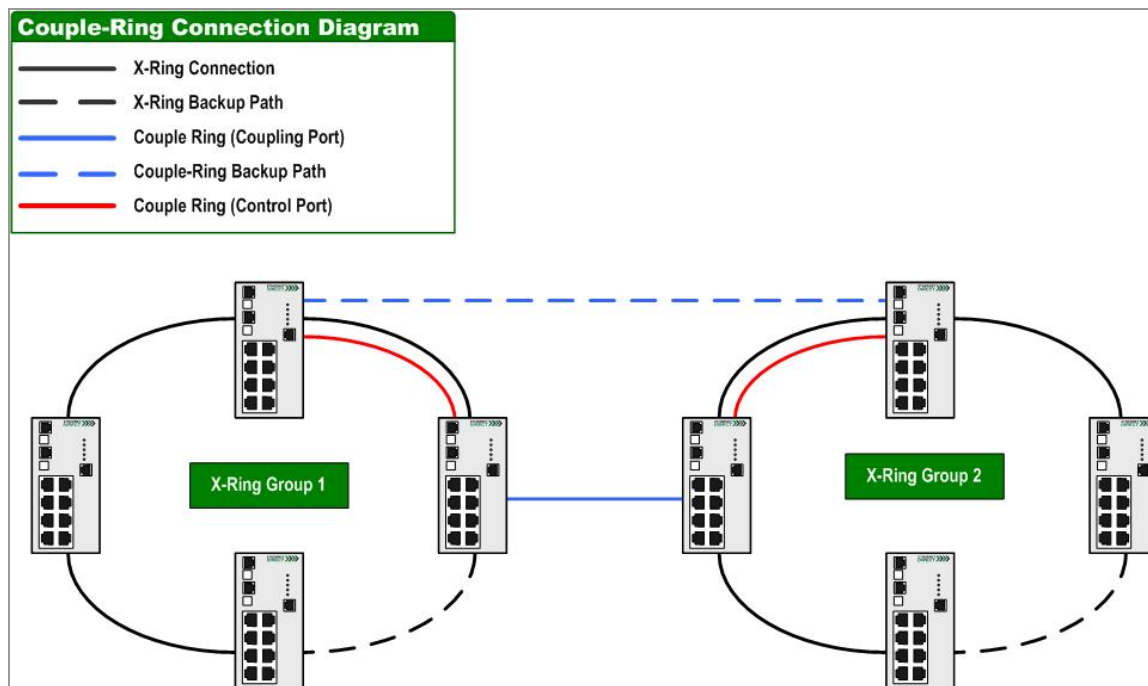 Couple-Ring Connection Diagram
X-Ring Connection
X-Ring Backup Path
Couple Ring (Coupling Port)
Couple-Ring Backup Path
Couple Ring (Control Port)
X-Ring Group 1
X-Ring Group 2